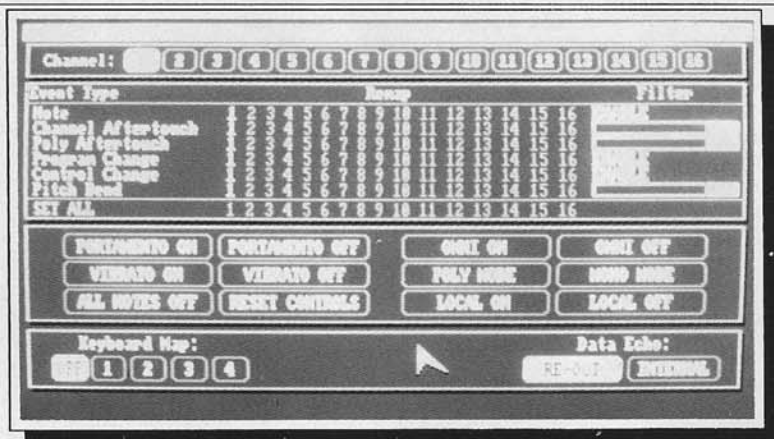 Channel: 2 3 4 5 6 7 8 9 10 11 12 13 14 15 16
Event Type Remap Filter
Note 1 2 3 4 5 6 7 8 9 10 11 12 13 14 15 16
Channel Aftertouch 1 2 3 4 5 6 7 8 9 10 11 12 13 14 15 16
Poly Aftertouch 1 2 3 4 5 6 7 8 9 10 11 12 13 14 15 16
Program Change 1 2 3 4 5 6 7 8 9 10 11 12 13 14 15 16
Control Change 1 2 3 4 5 6 7 8 9 10 11 12 13 14 15 16
Pitch Bend 1 2 3 4 5 6 7 8 9 10 11 12 13 14 15 16
SET ALL 1 2 3 4 5 6 7 8 9 10 11 12 13 14 15 16
PORTAMENTO ON PORTAMENTO OFF OMNI ON OMNI OFF
VIBRATO ON VIBRATO OFF POLY MODE MONO MODE
ALL NOTES OFF RESET CONTROLS LOCAL ON LOCAL OFF
Keyboard Map: Data Echo:
OFF 1 2 3 4 RE-OUT INTERNAL